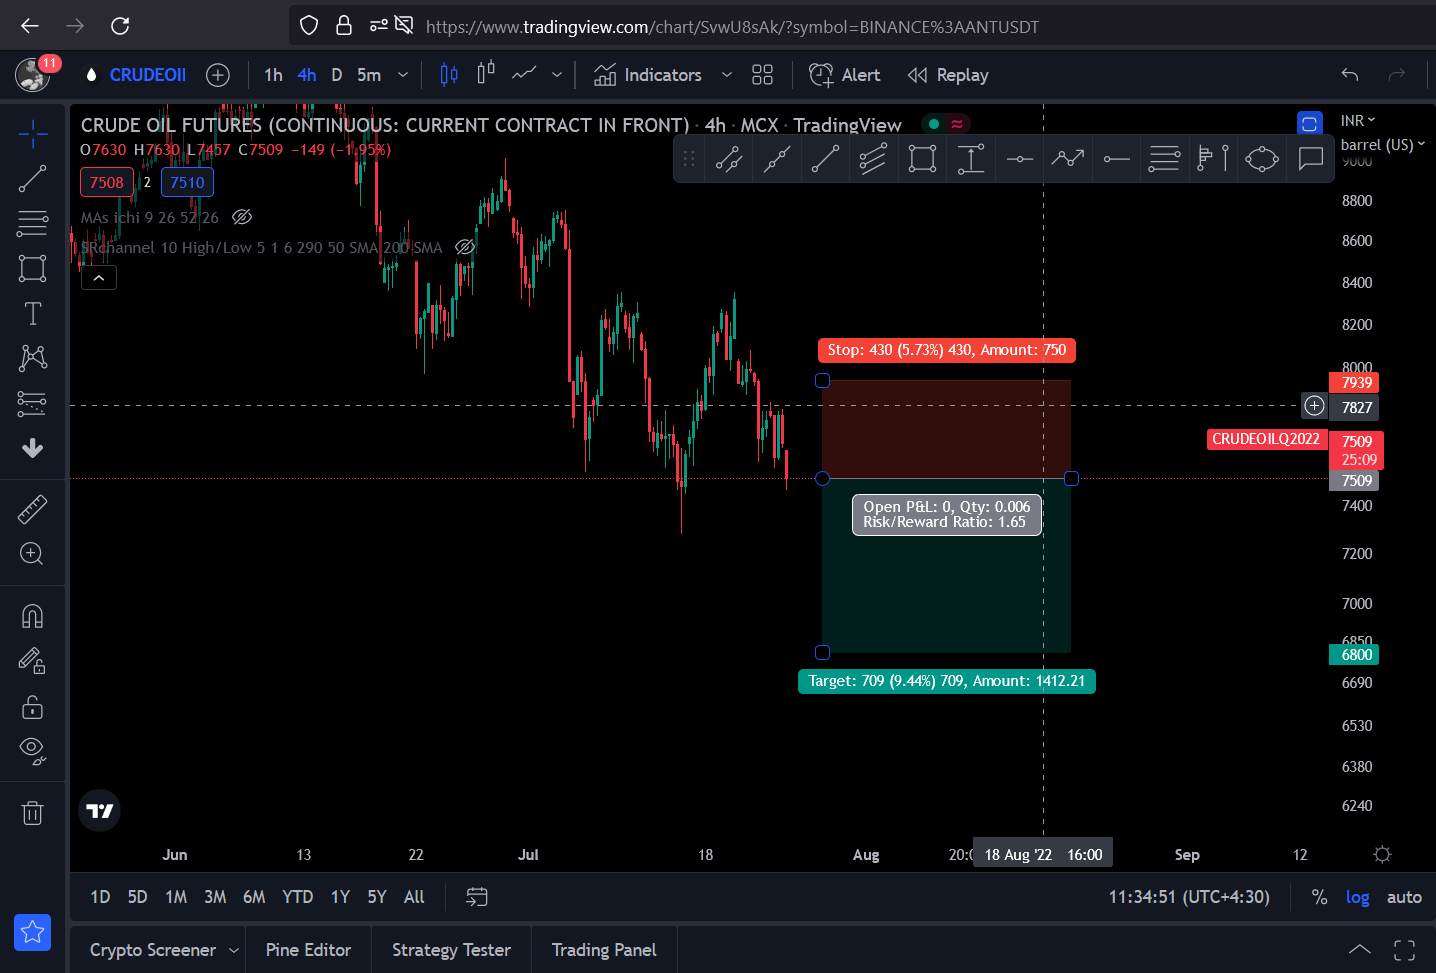 https://www.tradingview.com/chart/SvwU8sAk/?symbol=BINANCE%3AANTUSDT
11
CRUDEOII
1h 4h D 5m
Indicators
Alert
Replay
CRUDE OIL FUTURES (CONTINUOUS: CURRENT CONTRACT IN FRONT) · 4h · MCX · TradingView
O7630 H7630 L7457 C7509 −149 (−1.95%)
7508 2 7510
MAs ichi 9 26 52 26
SRchannel 10 High/Low 5 1 6 290 50 SMA 200 SMA
INR
barrel (US)
9000
8800
8600
8400
8200
8000
7939
7827
CRUDEOILQ2022 7509
25:09
7509
7400
7200
7000
6850
6800
6690
6530
6380
6240
Stop: 430 (5.73%) 430, Amount: 750
Open P&L: 0, Qty: 0.006
Risk/Reward Ratio: 1.65
Target: 709 (9.44%) 709, Amount: 1412.21
Jun 13 22 Jul 18 Aug 20:0 18 Aug '22 16:00 Sep 12
1D 5D 1M 3M 6M YTD 1Y 5Y All
11:34:51 (UTC+4:30) % log auto
Crypto Screener Pine Editor Strategy Tester Trading Panel